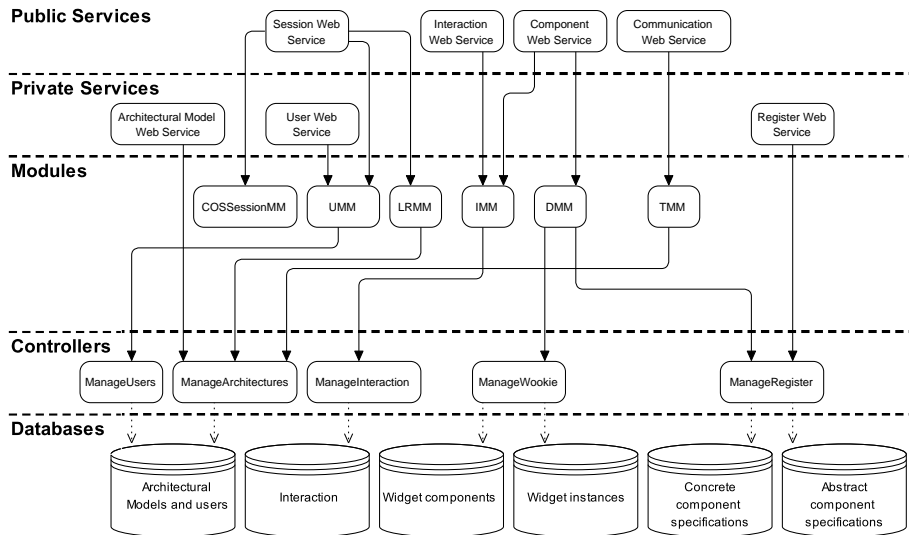 Public Services
Session Web
Service
Interaction
Web Service
Component
Web Service
Communication
Web Service
Private Services
Architectural Model
Web Service
User Web
Service
Register Web
Service
Modules
COSSessionMM
UMM
LRMM
IMM
DMM
TMM
Controllers
ManageUsers
ManageArchitectures
ManageInteraction
ManageWookie
ManageRegister
Databases
Architectural
Models and users
Interaction
Widget components
Widget instances
Concrete
component
specifications
Abstract
component
specifications